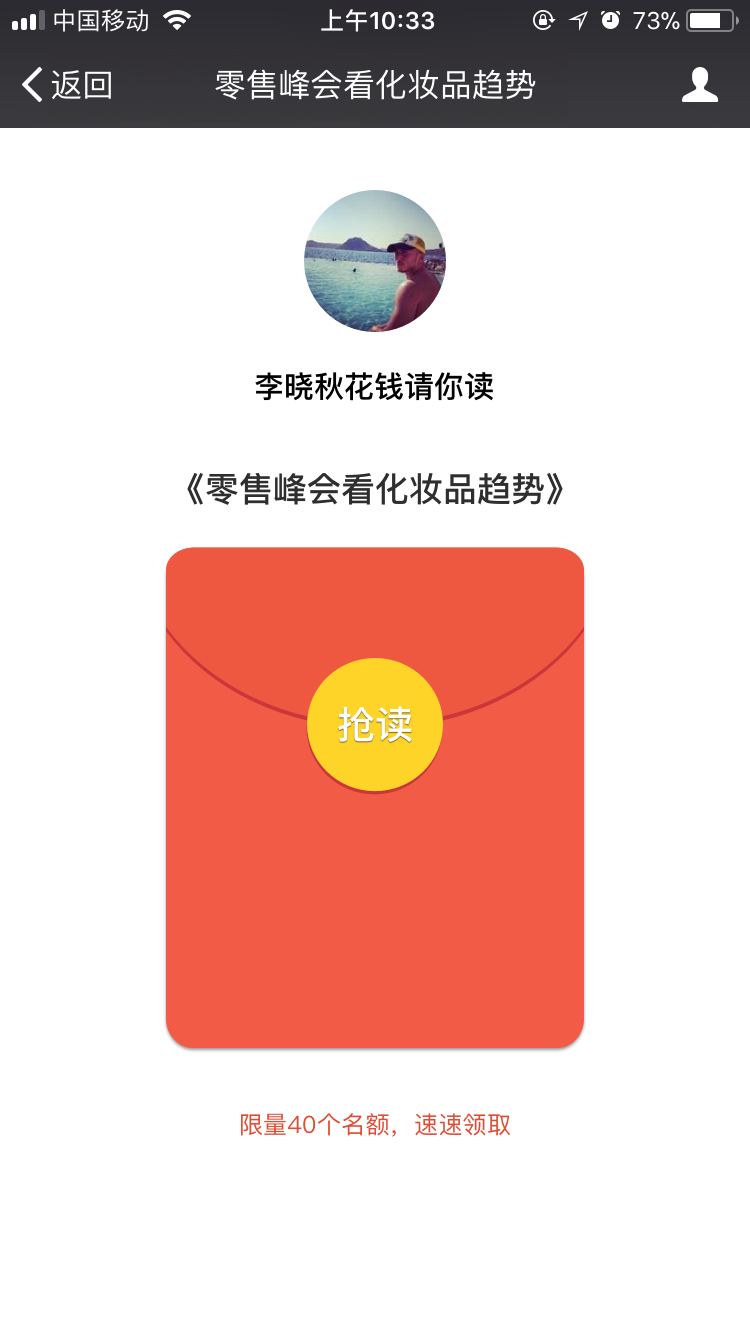 中国移动 上午10:33 73%
返回 零售峰会看化妆品趋势
李晓秋花钱请你读
《零售峰会看化妆品趋势》
抢读
限量40个名额，速速领取